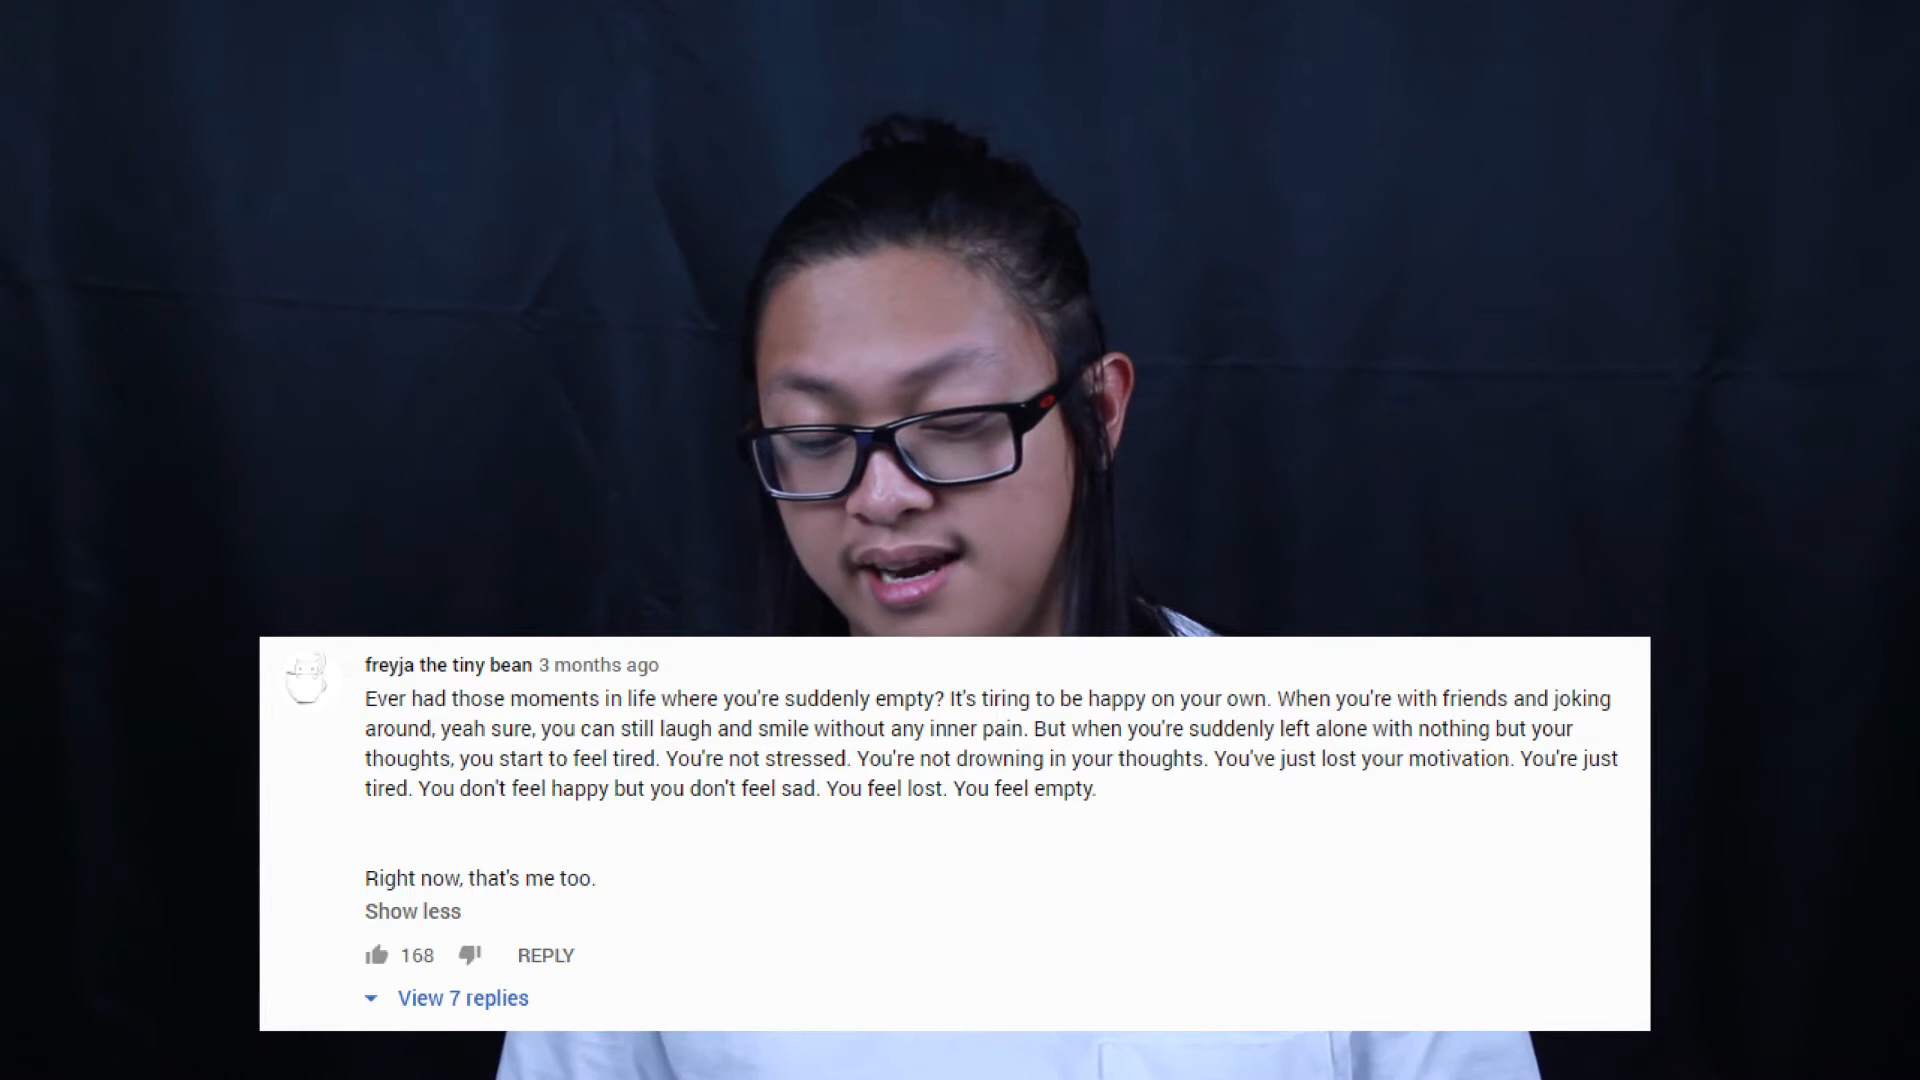 freyja the tiny bean 3 months ago
Ever had those moments in life where you're suddenly empty? It's tiring to be happy on your own. When you're with friends and joking
around, yeah sure, you can still laugh and smile without any inner pain. But when you're suddenly left alone with nothing but your
thoughts, you start to feel tired. You're not stressed. You're not drowning in your thoughts. You've just lost your motivation. You're just
tired. You don't feel happy but you don't feel sad. You feel lost. You feel empty.
Right now, that's me too.
Show less
168 REPLY
View 7 replies